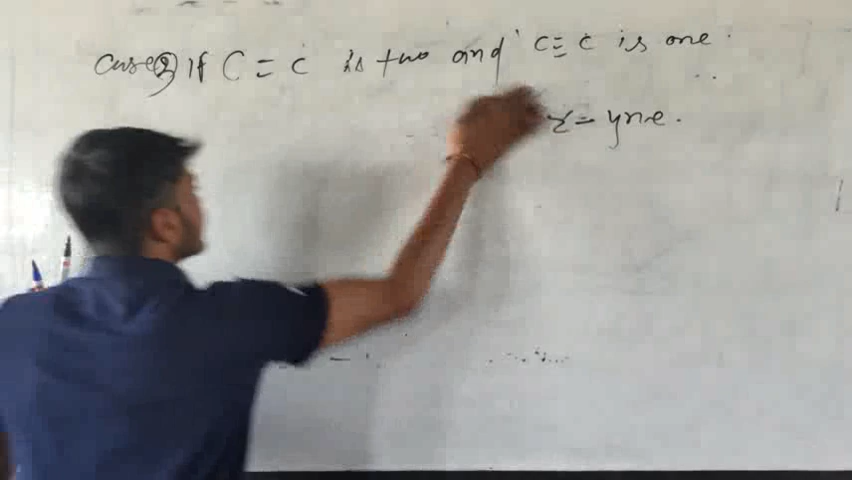 Case② If C = C is two and C ≡ C is one.
= yne.